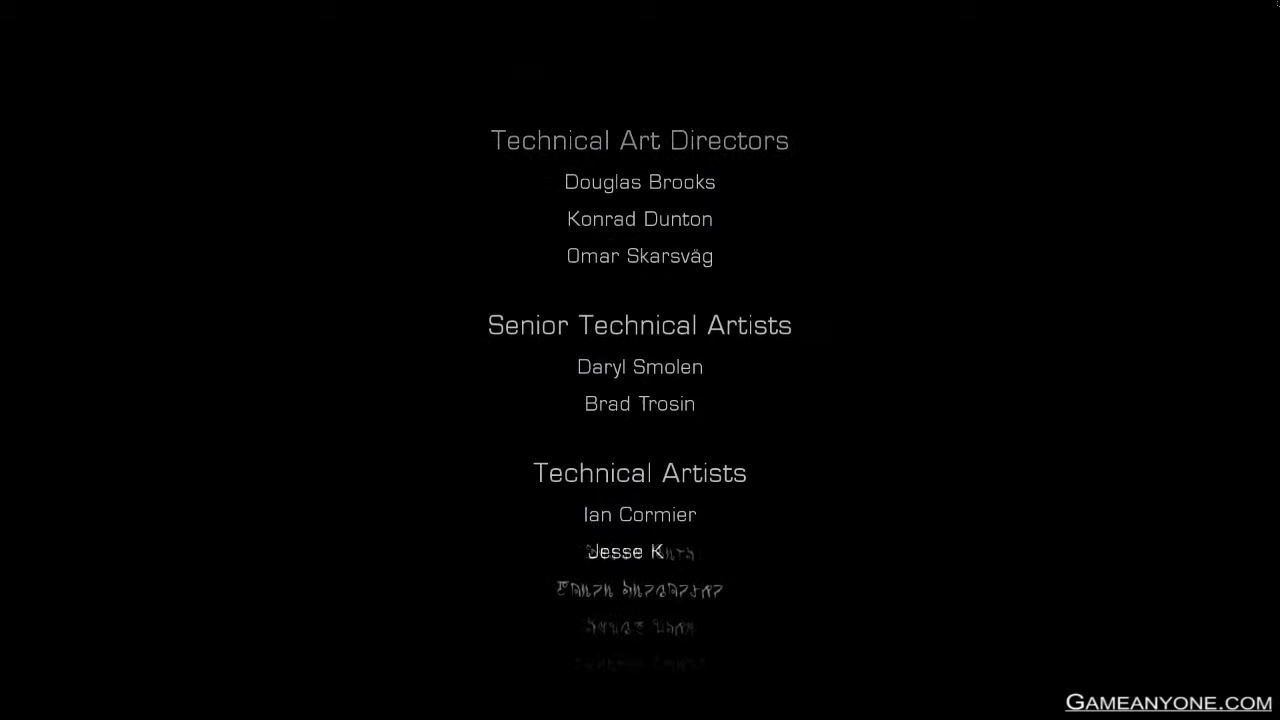 Technical Art Directors
Douglas Brooks
Konrad Dunton
Omar Skarsvåg
Senior Technical Artists
Daryl Smolen
Brad Trosin
Technical Artists
Ian Cormier
Jesse K
GAMEANYONE.COM